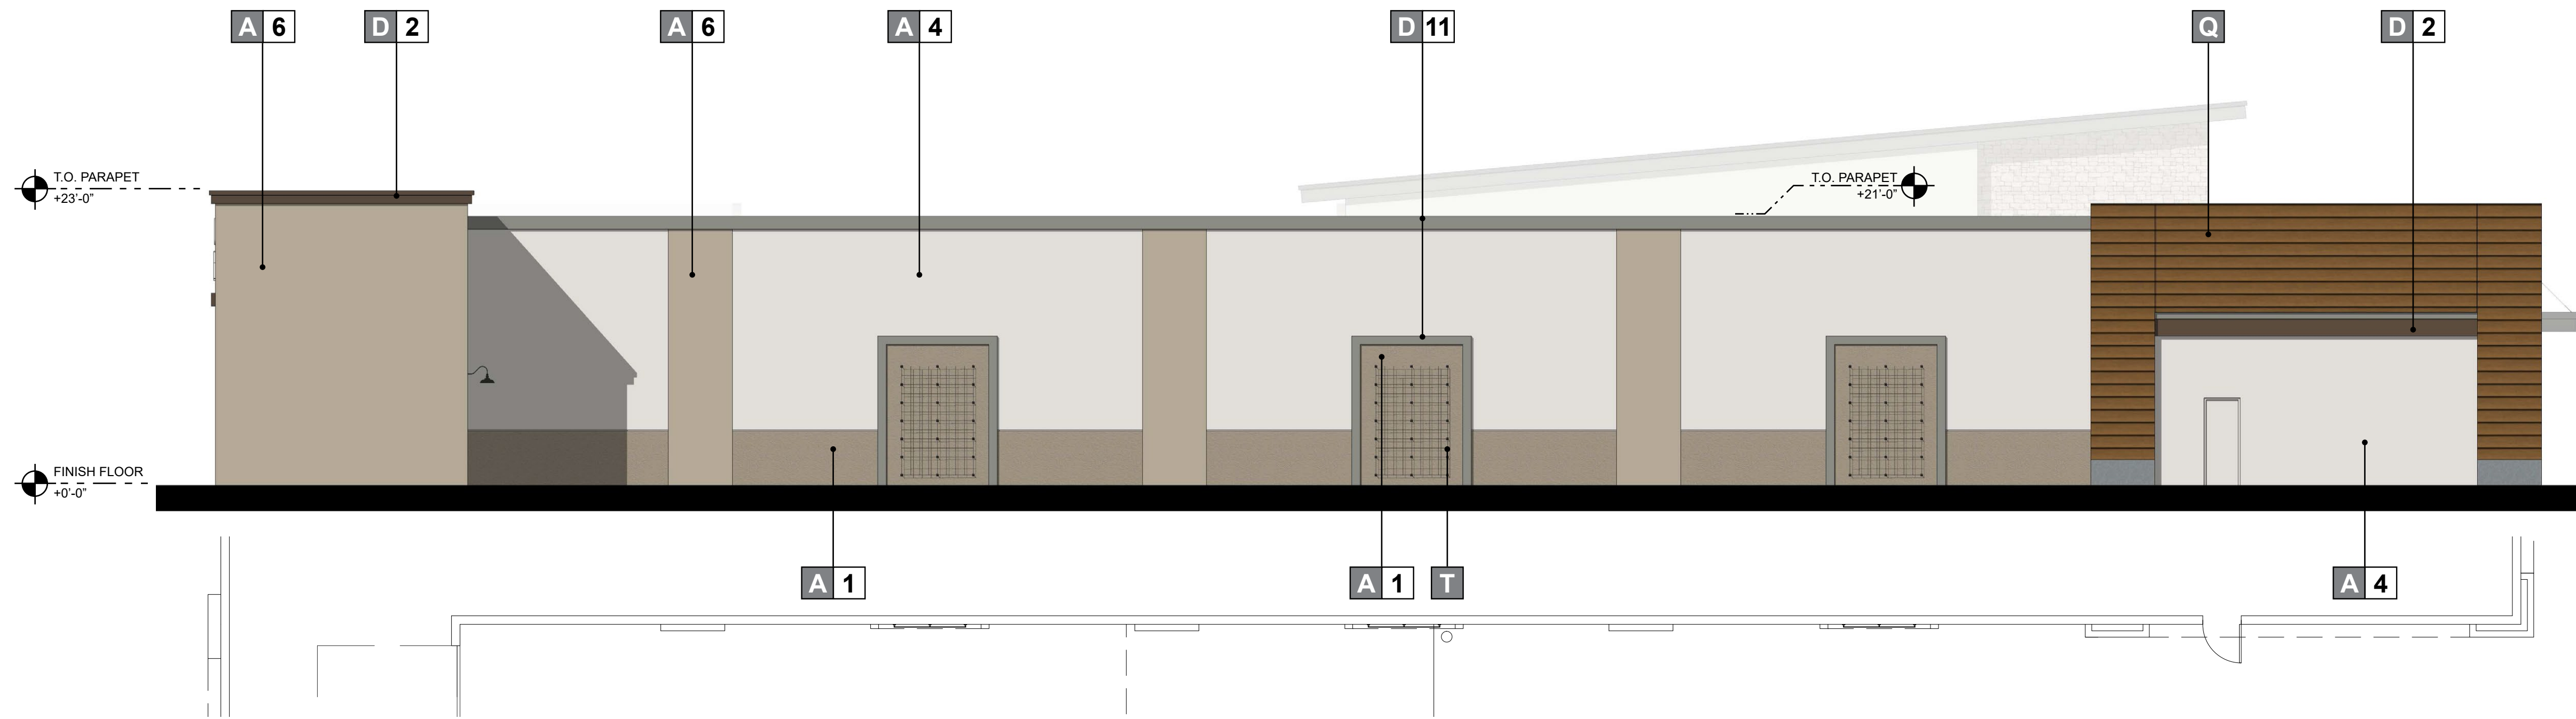 A 6
D 2
A 6
A 4
D 11
Q
D 2
T.O. PARAPET
+23'-0"
T.O. PARAPET
+21'-0"
FINISH FLOOR
+0'-0"
A 1
A 1
T
A 4